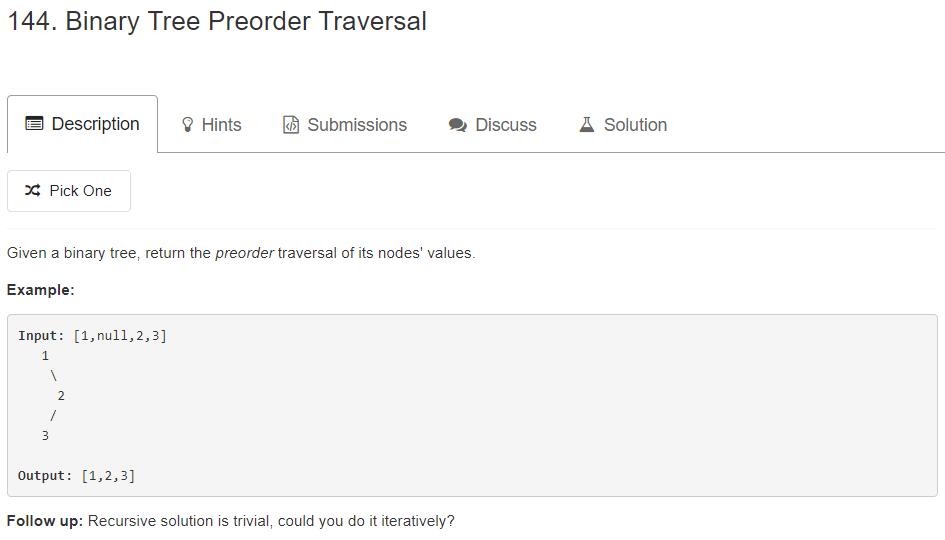 144. Binary Tree Preorder Traversal
Description Hints Submissions Discuss Solution
Pick One
Given a binary tree, return the preorder traversal of its nodes' values.
Example:
Input: [1,null,2,3]
   1
    \
     2
    /
   3
Output: [1,2,3]
Follow up: Recursive solution is trivial, could you do it iteratively?